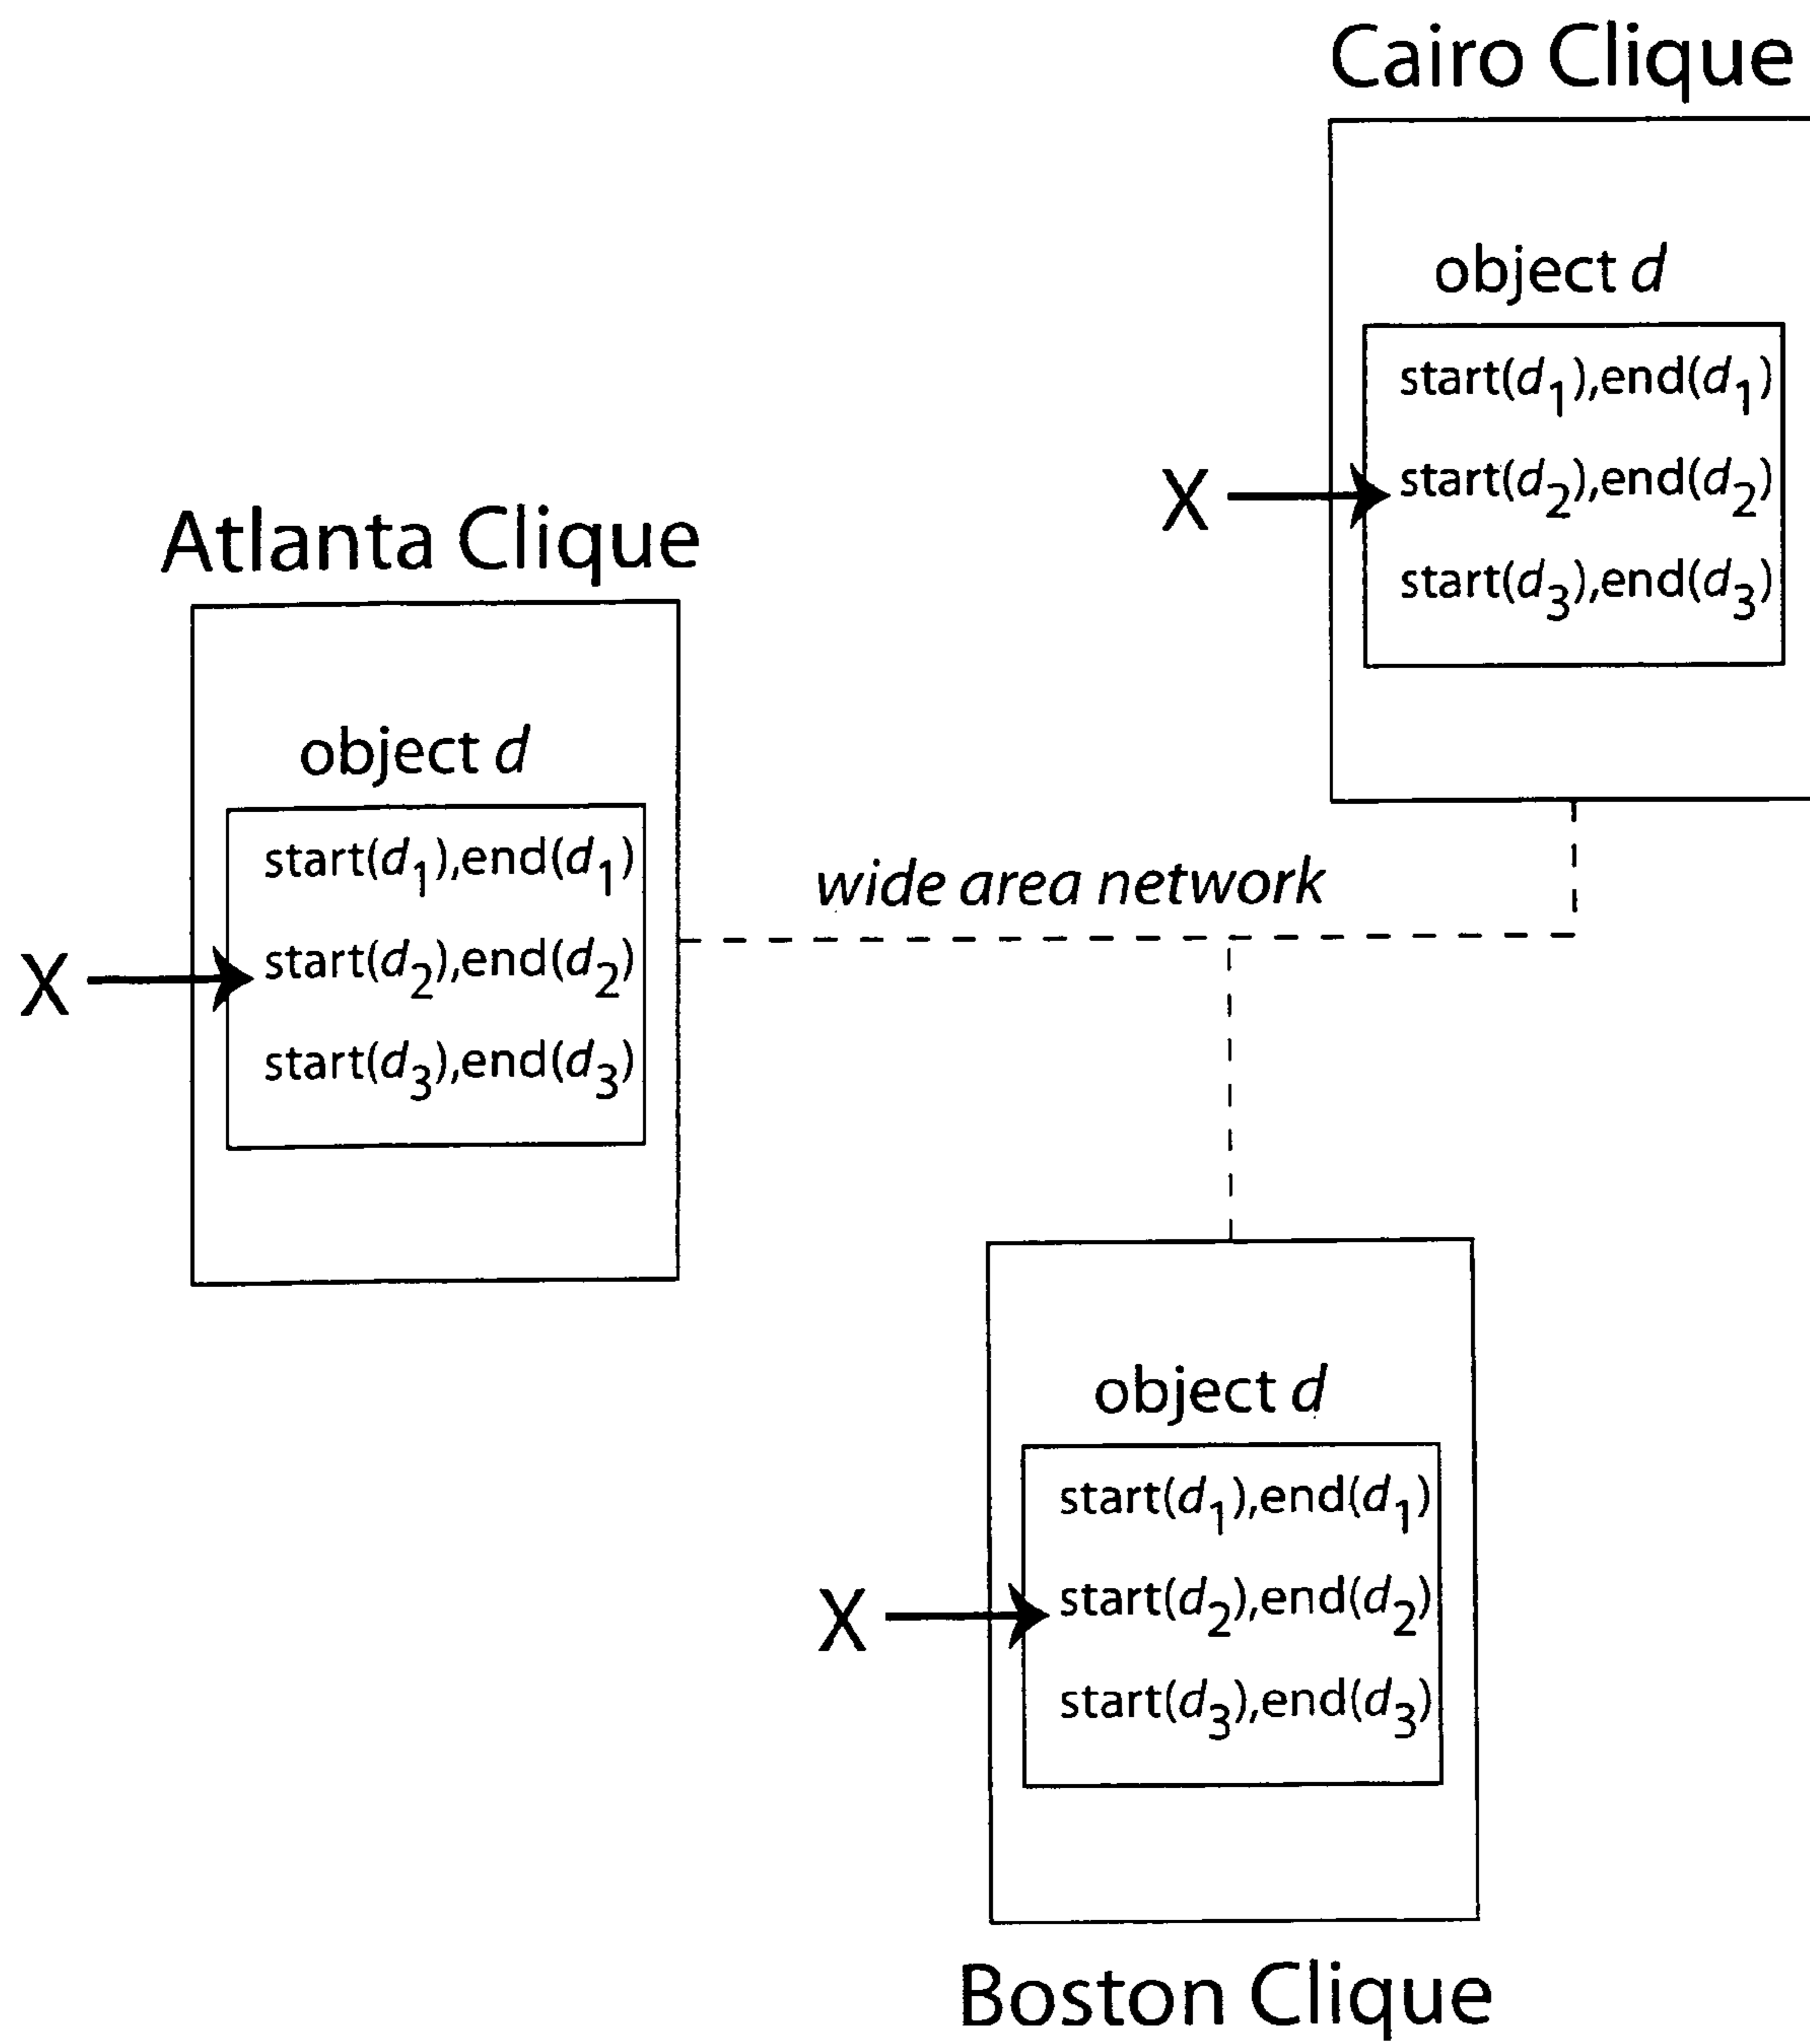 Cairo Clique
object d
start(d₁),end(d₁)
X
start(d₂),end(d₂)
start(d₃),end(d₃)
Atlanta Clique
object d
start(d₁),end(d₁)
X
start(d₂),end(d₂)
start(d₃),end(d₃)
wide area network
object d
start(d₁),end(d₁)
X
start(d₂),end(d₂)
start(d₃),end(d₃)
Boston Clique